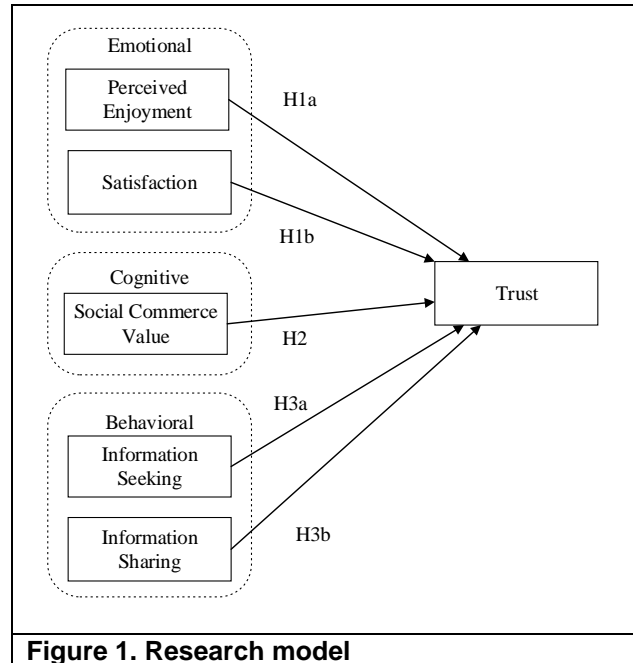 Emotional
Perceived
Enjoyment
H1a
Satisfaction
H1b
Cognitive
Social Commerce
Value
H2
Trust
Behavioral
H3a
Information
Seeking
Information
Sharing
H3b
Figure 1. Research model